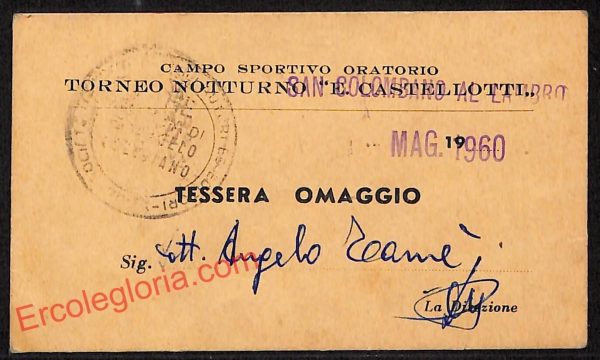 CAMPO SPORTIVO ORATORIO
TORNEO NOTTURNO "E. CASTELLOTTI„
SAN COLOMBANO AL LAMBRO
19
MAG. 1960
TESSERA OMAGGIO
Sig. dott. Angelo
La Direzione
Ercolegloria.com